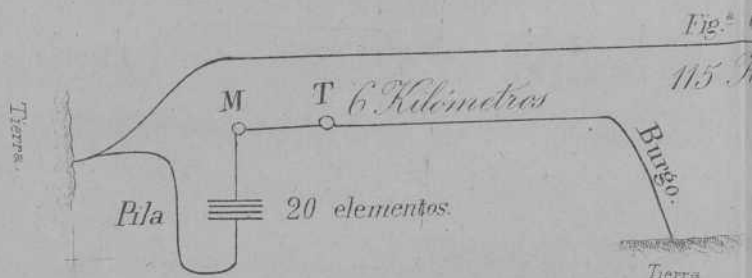 Fig.ª
115
M T 6 Kilómetros
Tierra.
Burgo.
Pila 20 elementos.
Tierra